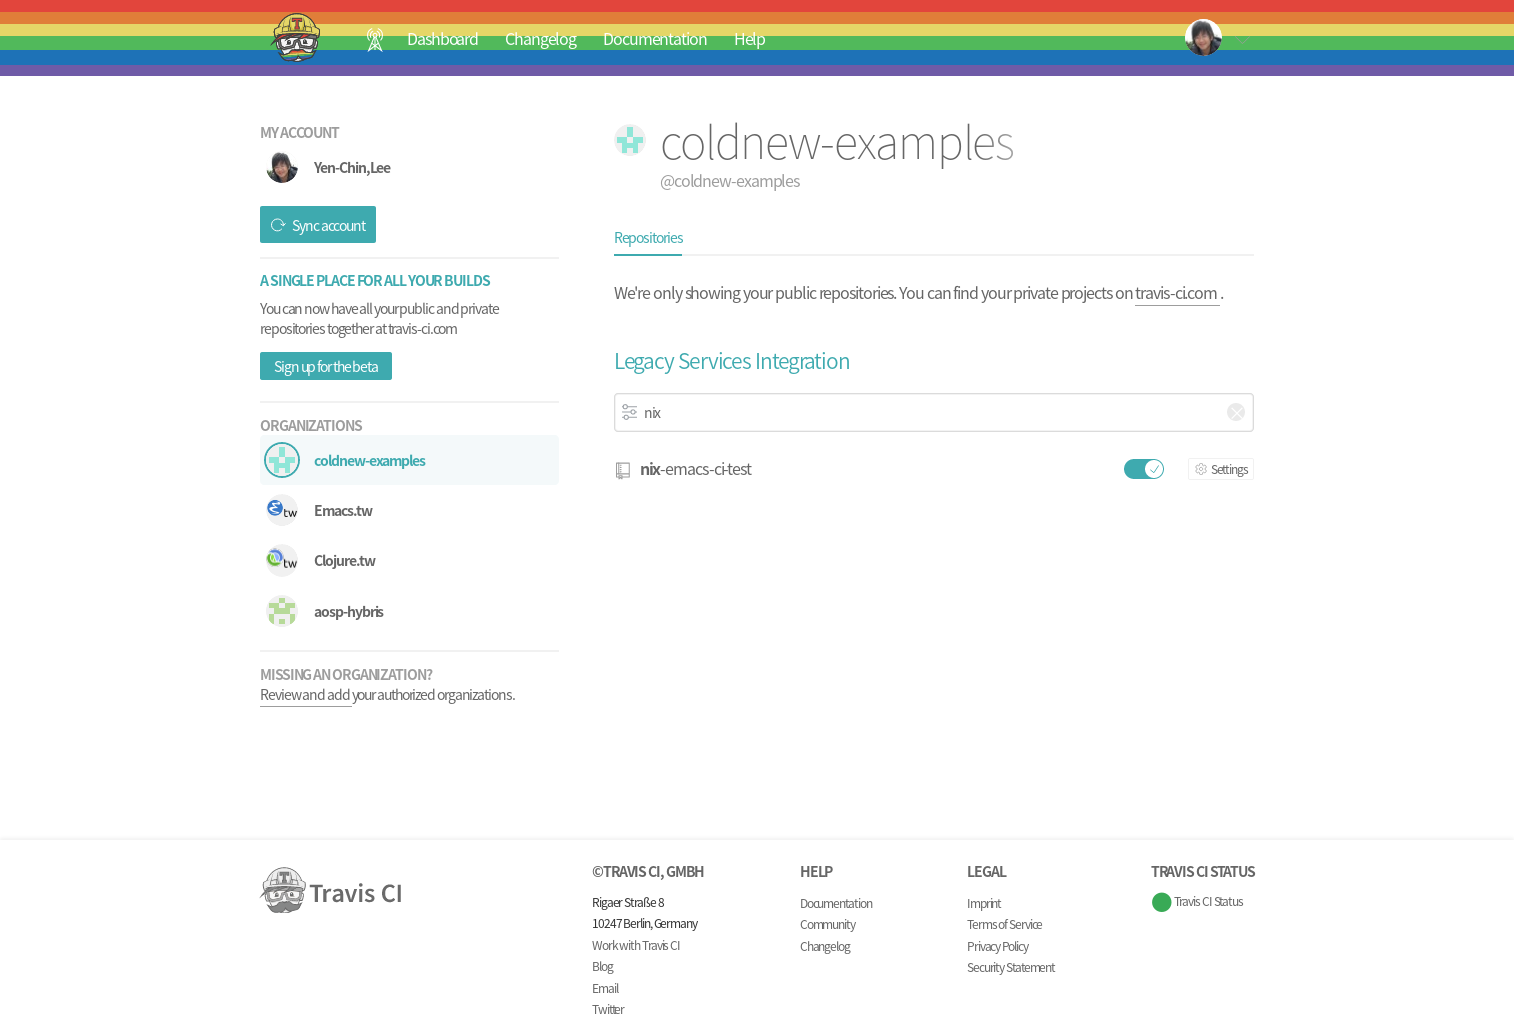 Dashboard Changelog Documentation Help
MY ACCOUNT
Yen-Chin,Lee
Sync account
A SINGLE PLACE FOR ALL YOUR BUILDS
You can now have all your public and private
repositories together at travis-ci.com
Sign up for the beta
ORGANIZATIONS
coldnew-examples
Emacs.tw
Clojure.tw
aosp-hybris
MISSING AN ORGANIZATION?
Review and add your authorized organizations.
coldnew-examples
@coldnew-examples
Repositories
We're only showing your public repositories. You can find your private projects on travis-ci.com .
Legacy Services Integration
nix
nix-emacs-ci-test
Settings
Travis CI
©TRAVIS CI, GMBH
Rigaer Straße 8
10247 Berlin, Germany
Work with Travis CI
Blog
Email
Twitter
HELP
Documentation
Community
Changelog
LEGAL
Imprint
Terms of Service
Privacy Policy
Security Statement
TRAVIS CI STATUS
Travis CI Status